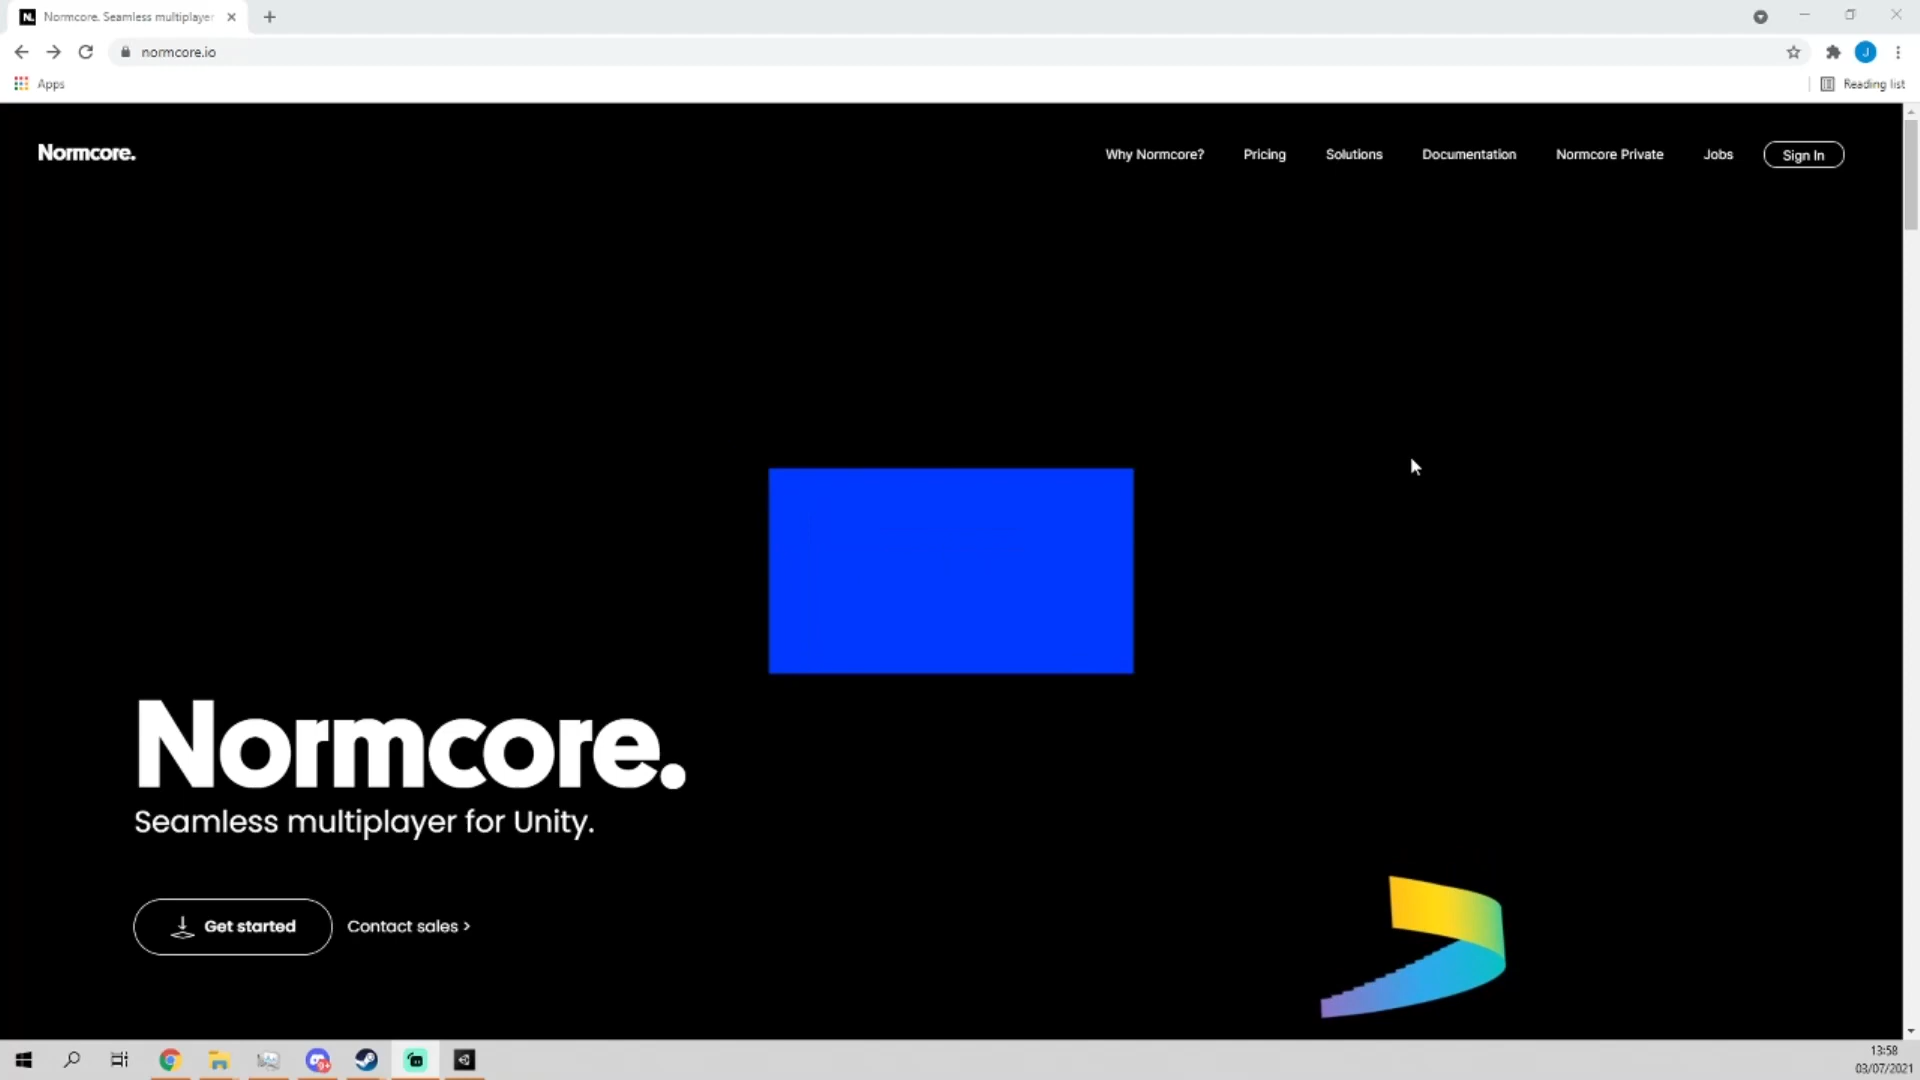 Normcore. Seamless multiplayer
normcore.io
J
Apps
Reading list
Normcore.
Why Normcore?
Pricing
Solutions
Documentation
Normcore Private
Jobs
Sign In
Normcore.
Seamless multiplayer for Unity.
Get started
Contact sales >
13:58
03/07/2021